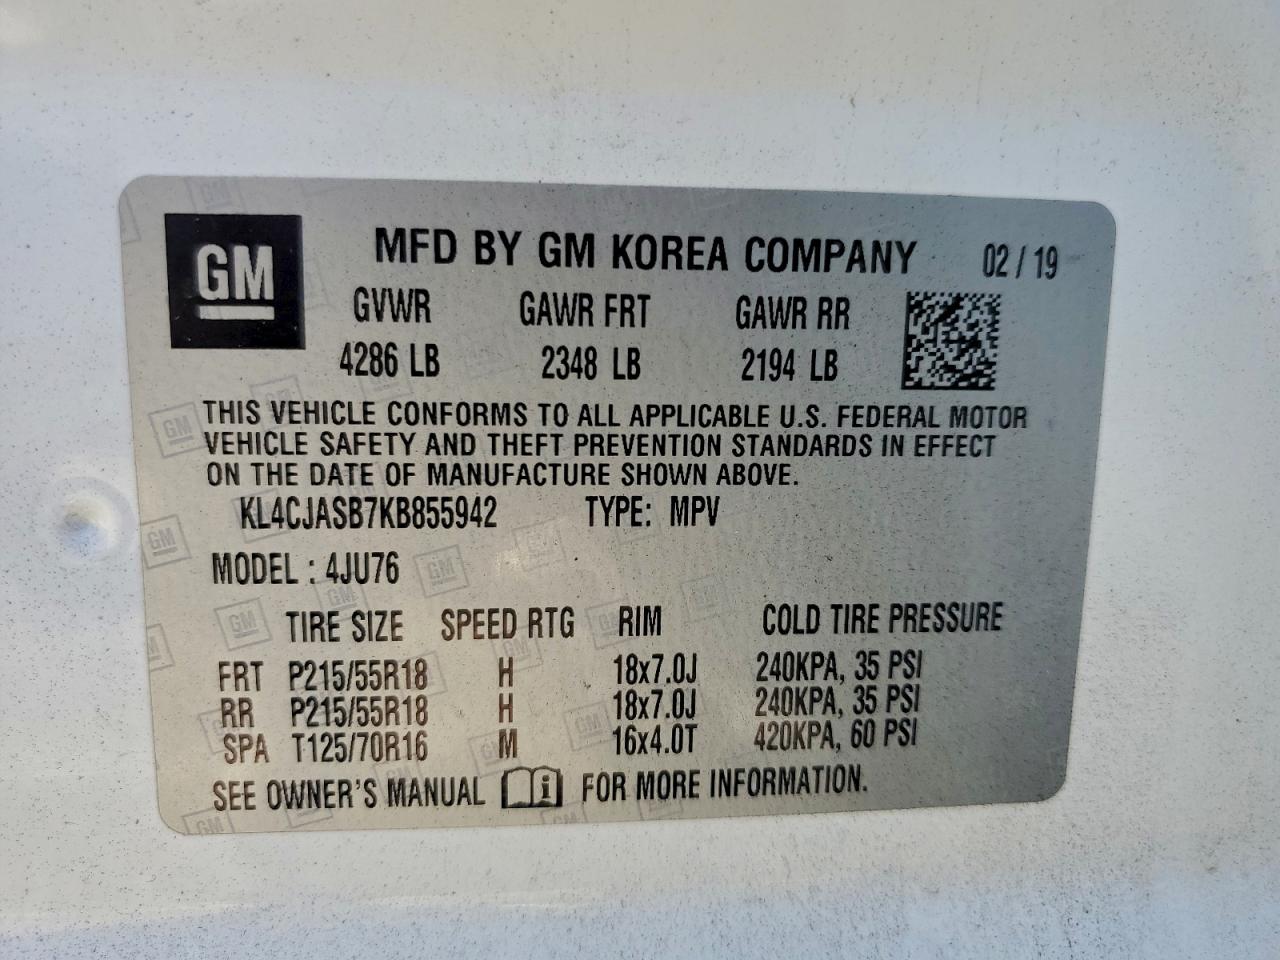 GM
MFD BY GM KOREA COMPANY 02 / 19
GVWR GAWR FRT GAWR RR
4286 LB 2348 LB 2194 LB
THIS VEHICLE CONFORMS TO ALL APPLICABLE U.S. FEDERAL MOTOR
VEHICLE SAFETY AND THEFT PREVENTION STANDARDS IN EFFECT
ON THE DATE OF MANUFACTURE SHOWN ABOVE.
KL4CJASB7KB855942 TYPE: MPV
MODEL : 4JU76
TIRE SIZE SPEED RTG RIM COLD TIRE PRESSURE
FRT P215/55R18 H 18x7.0J 240KPA, 35 PSI
RR P215/55R18 H 18x7.0J 240KPA, 35 PSI
SPA T125/70R16 M 16x4.0T 420KPA, 60 PSI
SEE OWNER'S MANUAL i FOR MORE INFORMATION.